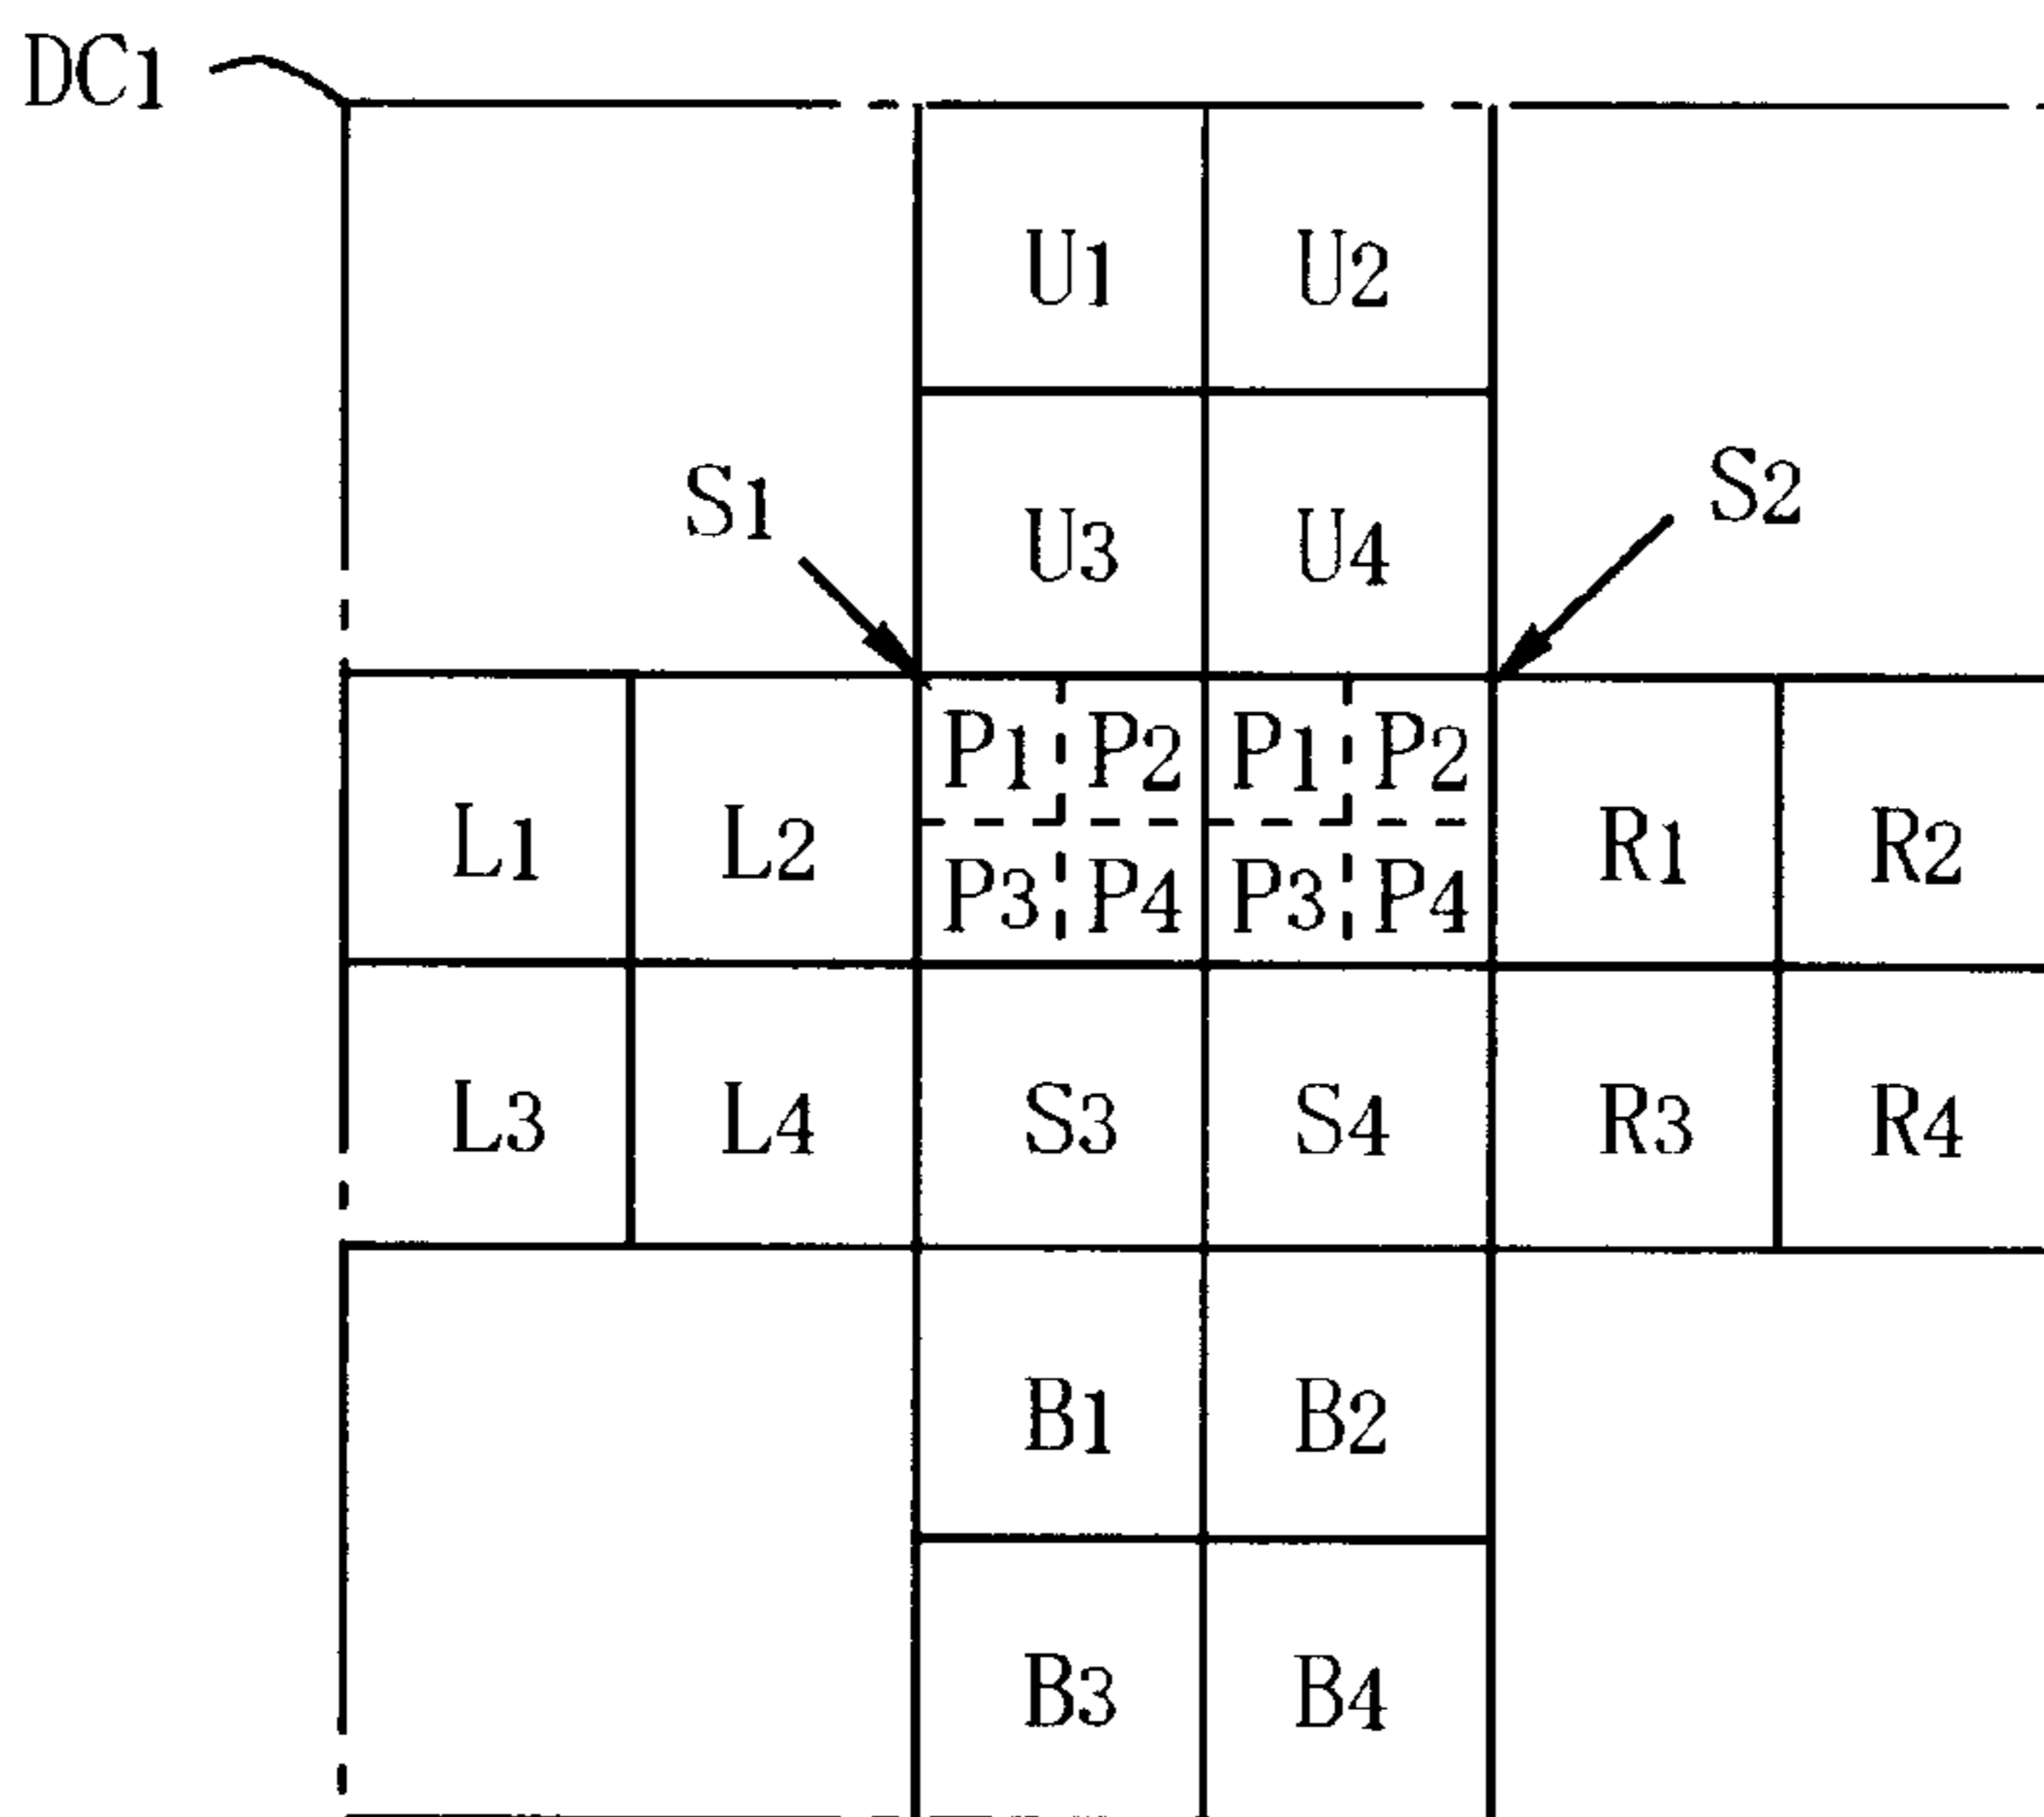 DC1
U1 U2
S1 U3 U4 S2
P1 P2 P1 P2
L1 L2 R1 R2
P3 P4 P3 P4
L3 L4 S3 S4 R3 R4
B1 B2
B3 B4